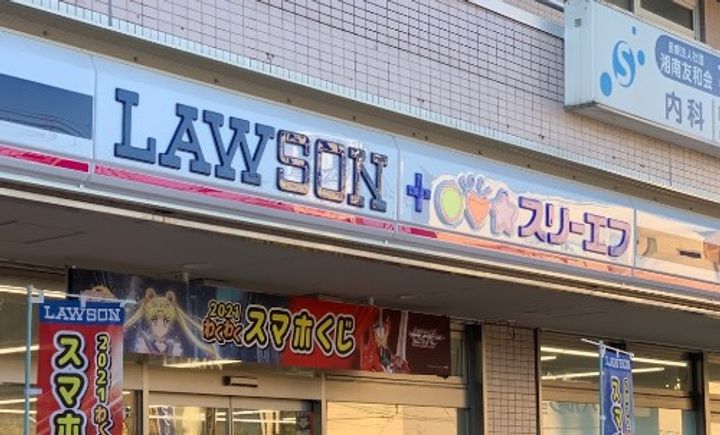 医療法人社団
湘南友和会
内科
LAWSON + スリーエフ
2021
わくわく
スマホくじ
LAWSON
スマホ
2021わく
LAWSON